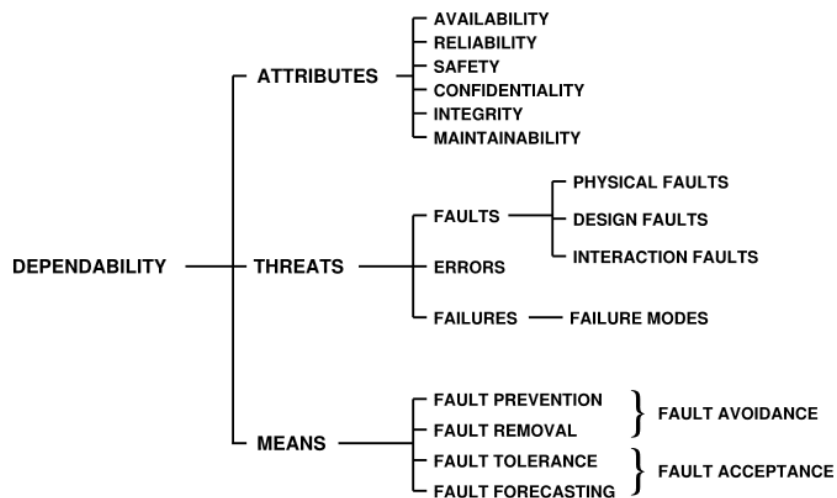 AVAILABILITY
RELIABILITY
SAFETY
ATTRIBUTES
CONFIDENTIALITY
INTEGRITY
MAINTAINABILITY
PHYSICAL FAULTS
FAULTS
DESIGN FAULTS
INTERACTION FAULTS
DEPENDABILITY
THREATS
ERRORS
FAILURES
FAILURE MODES
FAULT PREVENTION
FAULT AVOIDANCE
FAULT REMOVAL
MEANS
FAULT TOLERANCE
FAULT ACCEPTANCE
FAULT FORECASTING